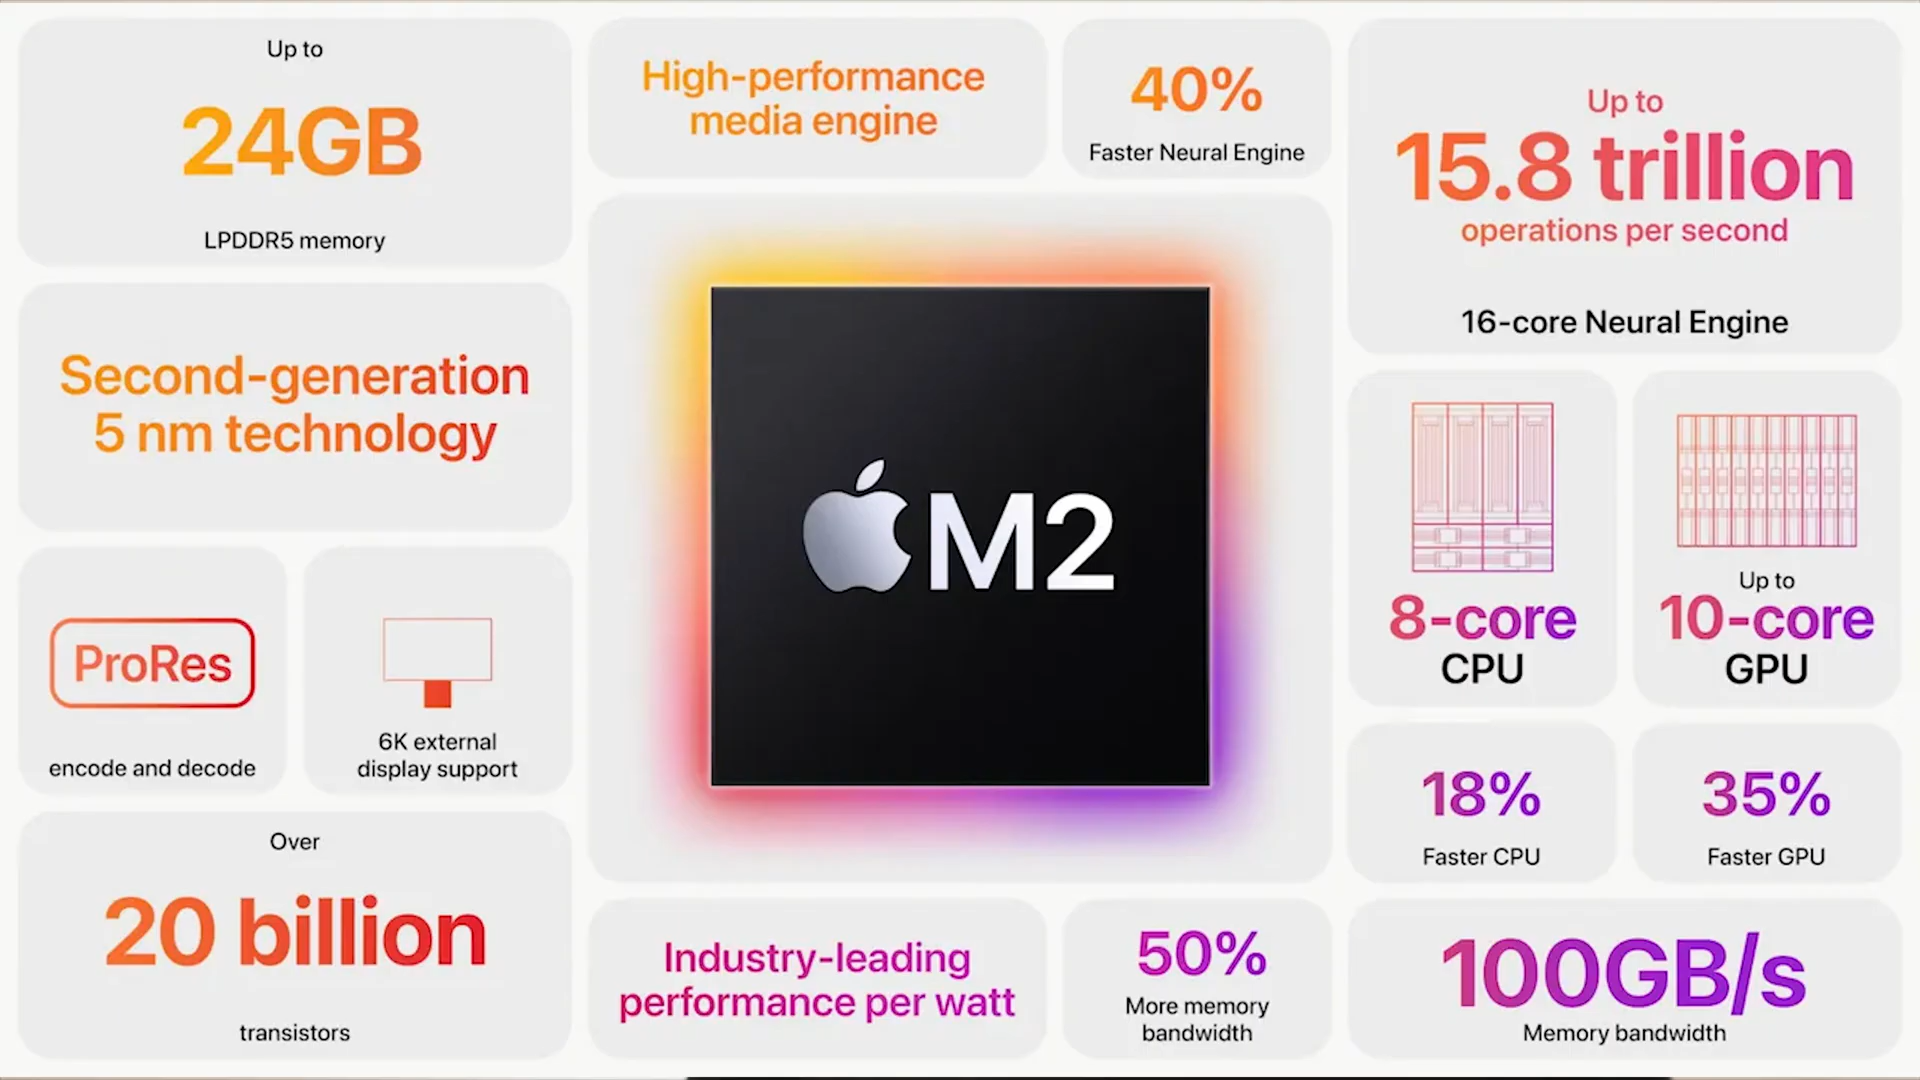 Up to
24GB
LPDDR5 memory
High-performance
media engine
40%
Faster Neural Engine
Up to
15.8 trillion
operations per second
16-core Neural Engine
Second-generation
5 nm technology
M2
8-core
CPU
Up to
10-core
GPU
ProRes
encode and decode
6K external
display support
18%
Faster CPU
35%
Faster GPU
Over
20 billion
transistors
Industry-leading
performance per watt
50%
More memory
bandwidth
100GB/s
Memory bandwidth